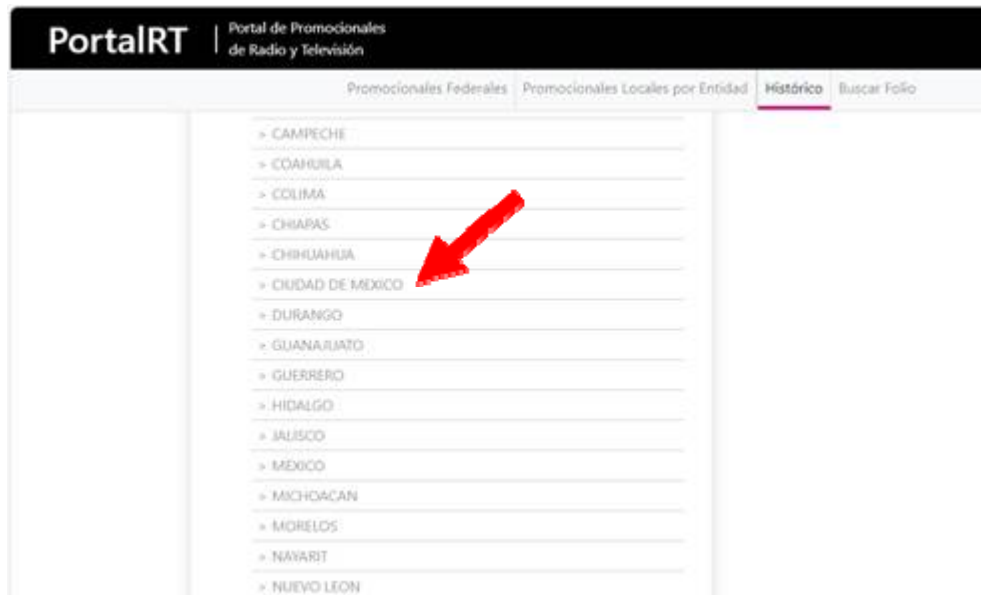 PortalRT
Portal de Promocionales
de Radio y Televisión
Promocionales Federales Promocionales Locales por Entidad Histórico Buscar Folio
» CAMPECHE
» COAHUILA
» COLIMA
» CHIAPAS
» CHIHUAHUA
» CIUDAD DE MEXICO
» DURANGO
» GUANAJUATO
» GUERRERO
» HIDALGO
» JALISCO
» MEXICO
» MICHOACAN
» MORELOS
» NAYARIT
» NUEVO LEON